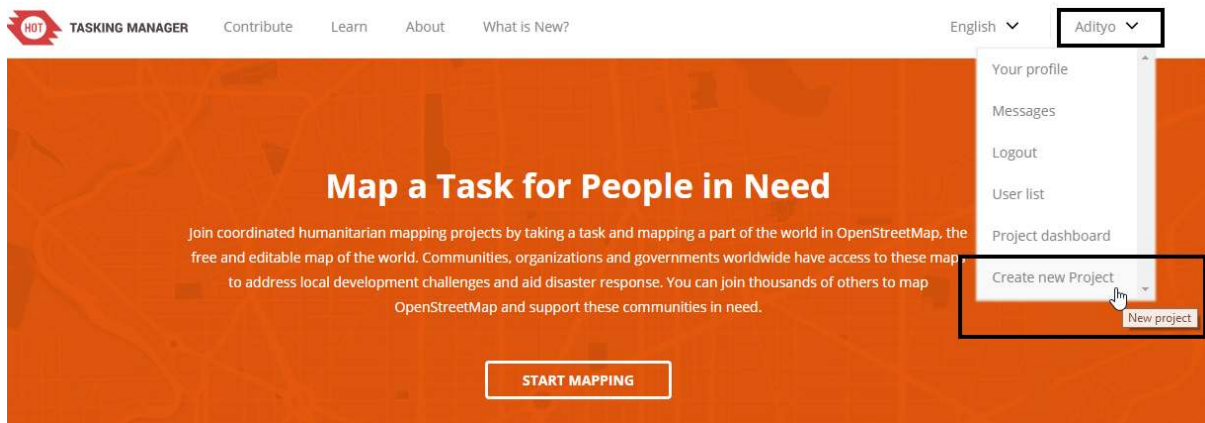 HOT TASKING MANAGER Contribute Learn About What is New? English Adityo
Your profile
Messages
Logout
User list
Project dashboard
Create new Project
New project
Map a Task for People in Need
Join coordinated humanitarian mapping projects by taking a task and mapping a part of the world in OpenStreetMap, the
free and editable map of the world. Communities, organizations and governments worldwide have access to these maps
to address local development challenges and aid disaster response. You can join thousands of others to map
OpenStreetMap and support these communities in need.
START MAPPING